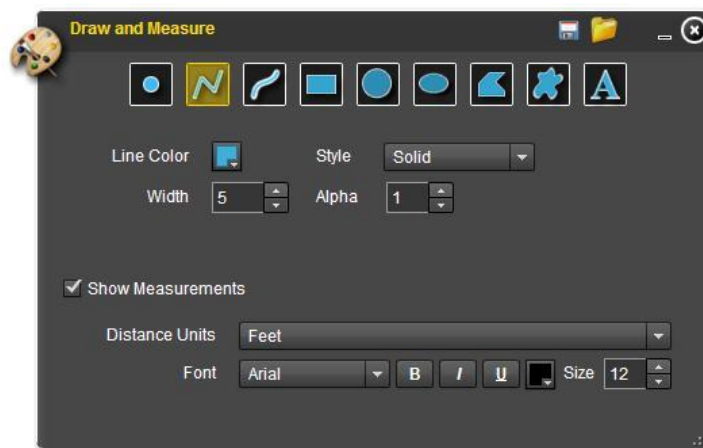 Draw and Measure
A
Line Color Style Solid
Width 5 Alpha 1
Show Measurements
Distance Units Feet
Font Arial B I U Size 12